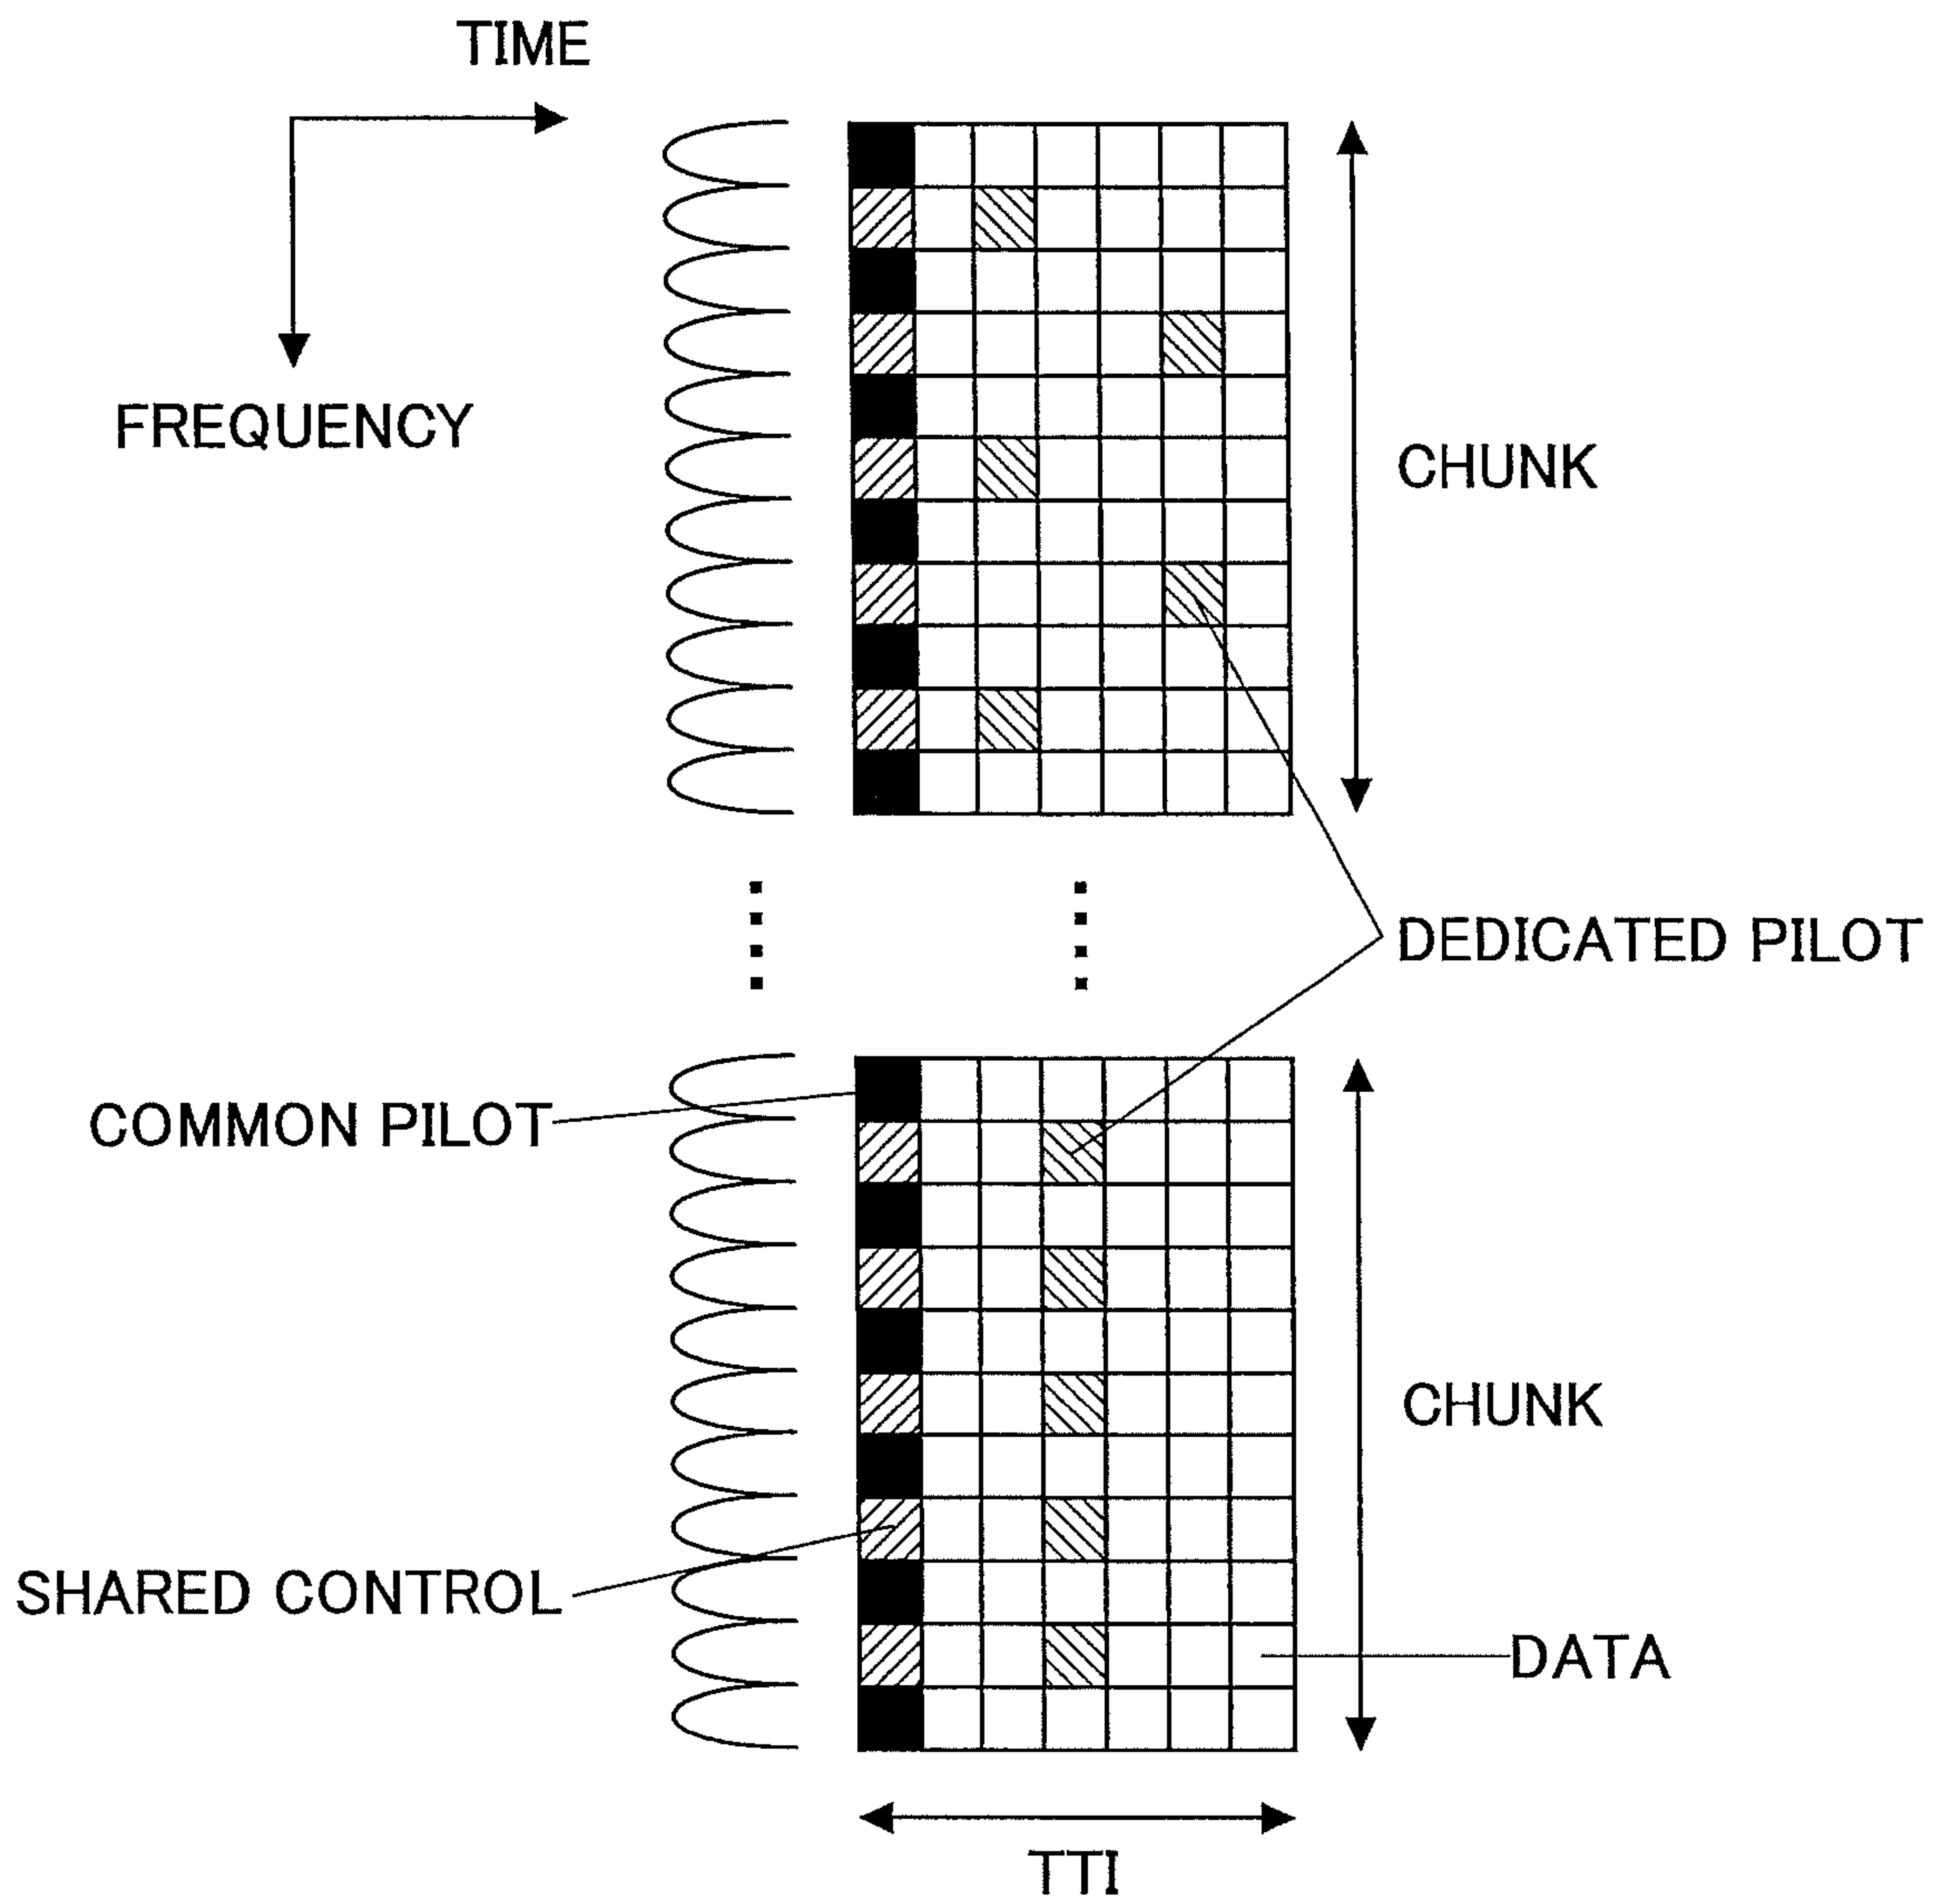 TIME
FREQUENCY
CHUNK
DEDICATED PILOT
COMMON PILOT
CHUNK
SHARED CONTROL
DATA
TTI